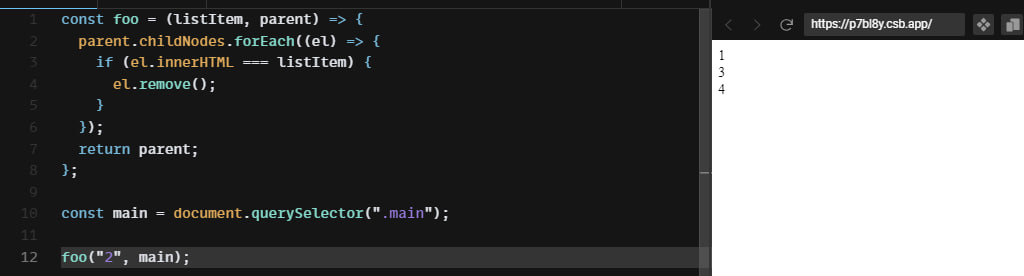 1 const foo = (listItem, parent) => {
2 parent.childNodes.forEach((el) => {
3 if (el.innerHTML === listItem) {
4 el.remove();
5 }
6 });
7 return parent;
8 };
9
10 const main = document.querySelector(".main");
11
12 foo("2", main);
https://p7bl8y.csb.app/
1
3
4